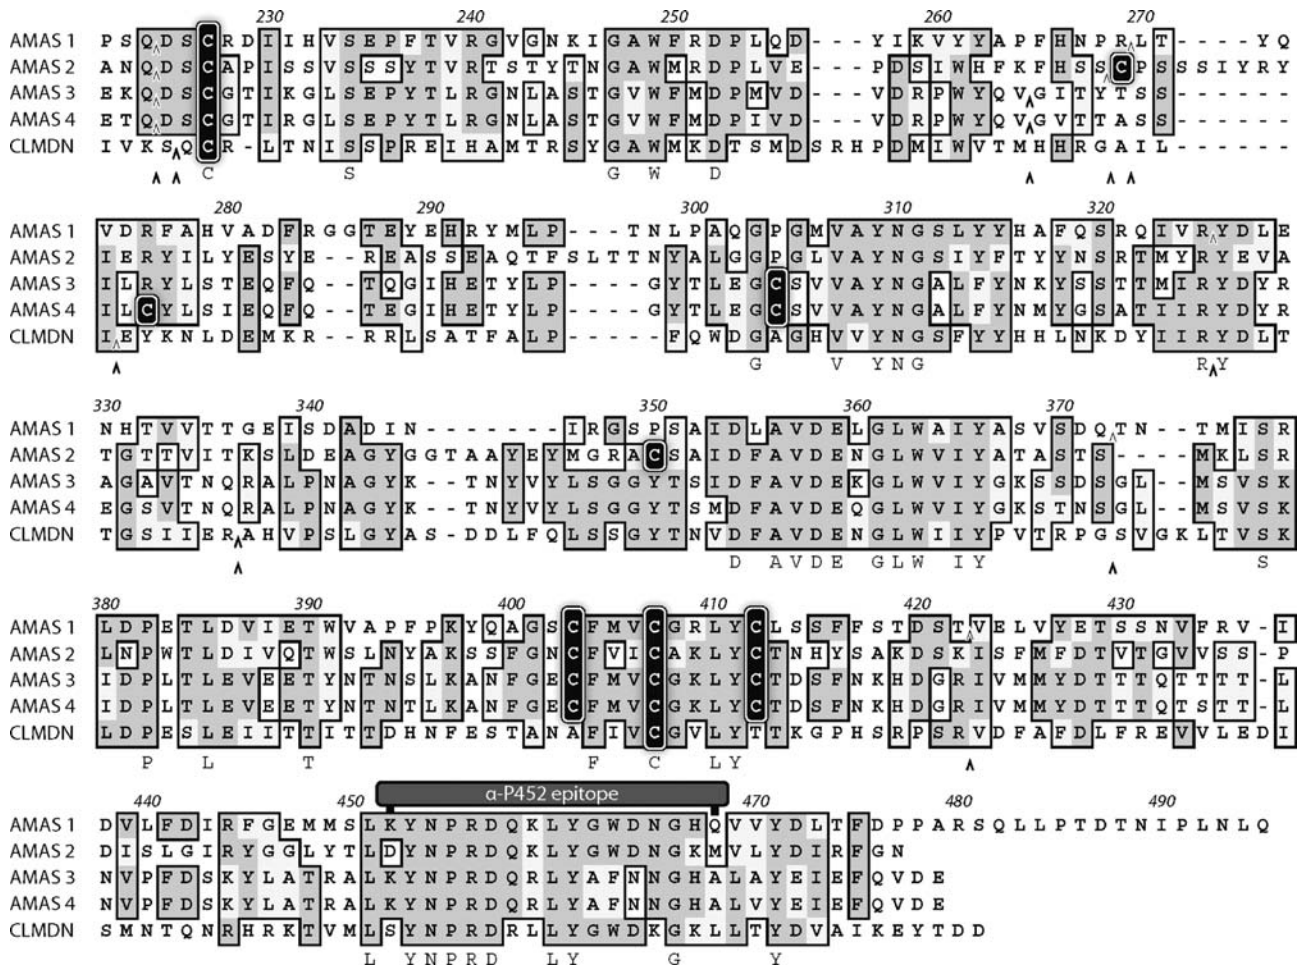 230 240 250 260 270
AMAS 1 P S Q D S C R D I I H V S E P F T V R G V G N K I G A W F R D P L Q D - - - Y I K V Y Y A P F H N P R L T - - - - Y Q
AMAS 2 A N Q D S C A P I S S V S S S Y T V R T S T Y T N G A W M R D P L V E - - - P D S I W H F K F H S S C P S S S I Y R Y
AMAS 3 E K Q D S C G T I K G L S E P Y T L R G N L A S T G V W F M D P M V D - - - V D R P W Y Q V G I T Y T S S - - - - - -
AMAS 4 E T Q D S C G T I R G L S E P Y T L R G N L A S T G V W F M D P I V D - - - V D R P W Y Q V G V T T A S S - - - - - -
CLMDN I V K S Q C R - L T N I S S P R E I H A M T R S Y G A W M K D T S M D S R H P D M I W V T M H H R G A I L - - - - - -
C S G W D
280 290 300 310 320
AMAS 1 V D R F A H V A D F R G G T E Y E H R Y M L P - - - T N L P A Q G P G M V A Y N G S L Y Y H A F Q S R Q I V R Y D L E
AMAS 2 I E R Y I L Y E S Y E - - R E A S S E A Q T F S L T T N Y A L G G P G L V A Y N G S I Y F T Y Y N S R T M Y R Y E V A
AMAS 3 I L R Y L S T E Q F Q - - T Q G I H E T Y L P - - - - G Y T L E G C S V V A Y N G A L F Y N K Y S S T T M I R Y D Y R
AMAS 4 I L C Y L S I E Q F Q - - T E G I H E T Y L P - - - - G Y T L E G C S V V A Y N G A L F Y N M Y G S A T I I R Y D Y R
CLMDN I E Y K N L D E M K R - - R R L S A T F A L P - - - - - F Q W D G A G H V V Y N G S F Y Y H H L N K D Y I I R Y D L T
G V Y N G R Y
330 340 350 360 370
AMAS 1 N H T V V T T G E I S D A D I N - - - - - - - I R G S P S A I D L A V D E L G L W A I Y A S V S D Q T N - - T M I S R
AMAS 2 T G T T V I T K S L D E A G Y G G T A A Y E Y M G R A C S A I D F A V D E N G L W V I Y A T A S T S - - - - M K L S R
AMAS 3 A G A V T N Q R A L P N A G Y K - - T N Y V Y L S G G Y T S I D F A V D E K G L W V I Y G K S S D S G L - - M S V S K
AMAS 4 E G S V T N Q R A L P N A G Y K - - T N Y V Y L S G G Y T S M D F A V D E Q G L W V I Y G K S T N S G L - - M S V S K
CLMDN T G S I I E R A H V P S L G Y A S - D D L F Q L S S G Y T N V D F A V D E N G L W I I Y P V T R P G S V G K L T V S K
D A V D E G L W I Y S
380 390 400 410 420 430
AMAS 1 L D P E T L D V I E T W V A P F P K Y Q A G S C F M V C G R L Y C L S S F F S T D S T V E L V Y E T S S N V F R V - I
AMAS 2 L N P W T L D I V Q T W S L N Y A K S S F G N C F V I C A K L Y C T N H Y S A K D S K I S F M F D T V T G V V S S - P
AMAS 3 I D P L T L E V E E T Y N T N S L K A N F G E C F M V C G K L Y C T D S F N K H D G R I V M M Y D T T T Q T T T T - L
AMAS 4 I D P L T L E V E E T Y N T N T L K A N F G E C F M V C G K L Y C T D S F N K H D G R I V M M Y D T T T Q T S T T - L
CLMDN L D P E S L E I I T T I T T D H N F E S T A N A F I V C G V L Y T T K G P H S R P S R V D F A F D L F R E V V L E D I
P L T F C L Y
440 450 α-P452 epitope 470 480 490
AMAS 1 D V L F D I R F G E M M S L K Y N P R D Q K L Y G W D N G H Q V V Y D L T F D P P A R S Q L L P T D T N I P L N L Q
AMAS 2 D I S L G I R Y G G L Y T L D Y N P R D Q K L Y G W D N G K M V L Y D I R F G N
AMAS 3 N V P F D S K Y L A T R A L K Y N P R D Q R L Y A F N N G H A L A Y E I E F Q V D E
AMAS 4 N V P F D S K Y L A T R A L K Y N P R D Q R L Y A F N N G H A L V Y E I E F Q V D E
CLMDN S M N T Q N R H R K T V M L S Y N P R D R L L Y G W D K G K L L T Y D V A I K E Y T D D
L Y N P R D L Y G Y